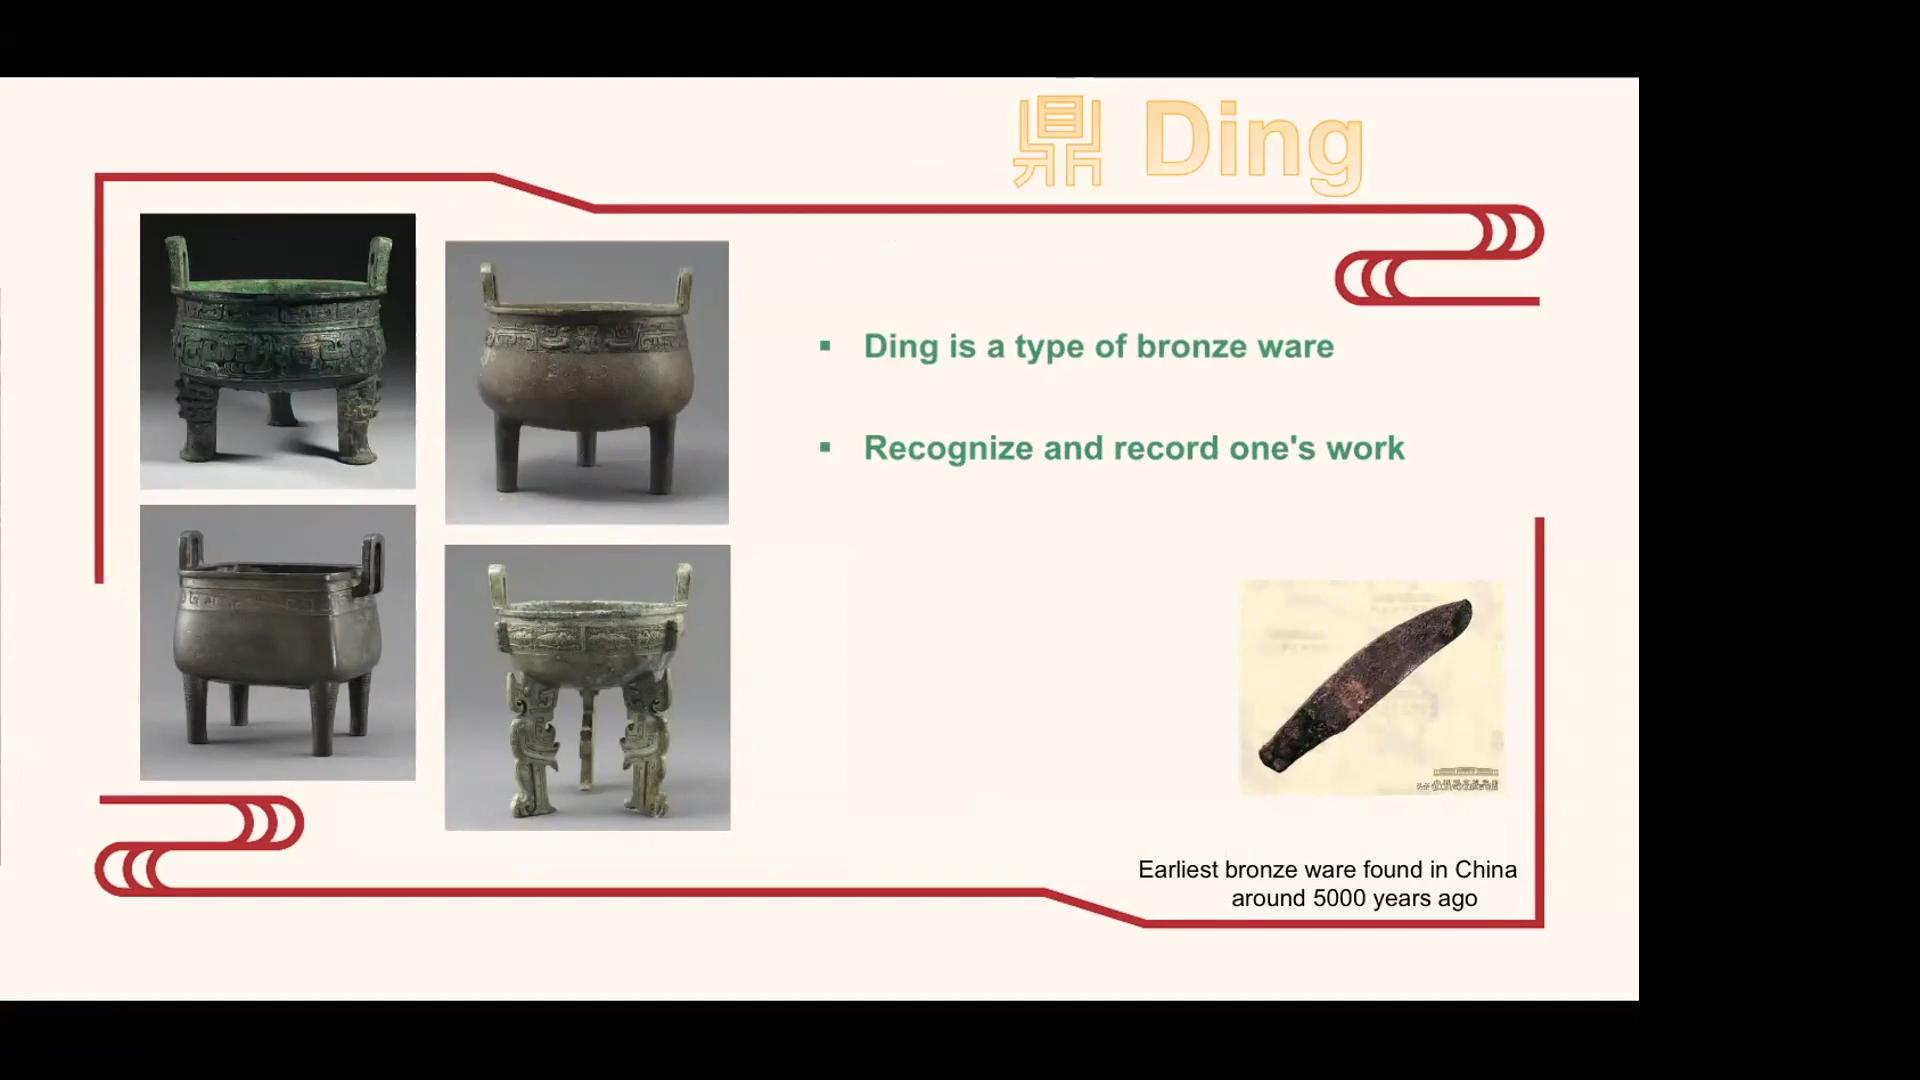 鼎 Ding
Ding is a type of bronze ware
Recognize and record one's work
Earliest bronze ware found in China
around 5000 years ago